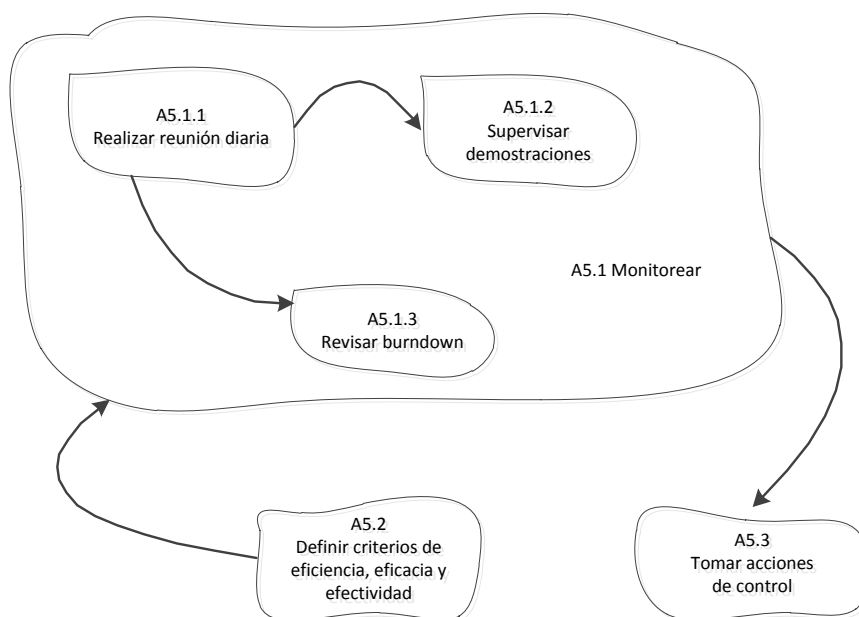 A5.1.1
Realizar reunión diaria
A5.1.2
Supervisar
demostraciones
A5.1 Monitorear
A5.1.3
Revisar burndown
A5.2
Definir criterios de
eficiencia, eficacia y
efectividad
A5.3
Tomar acciones
de control